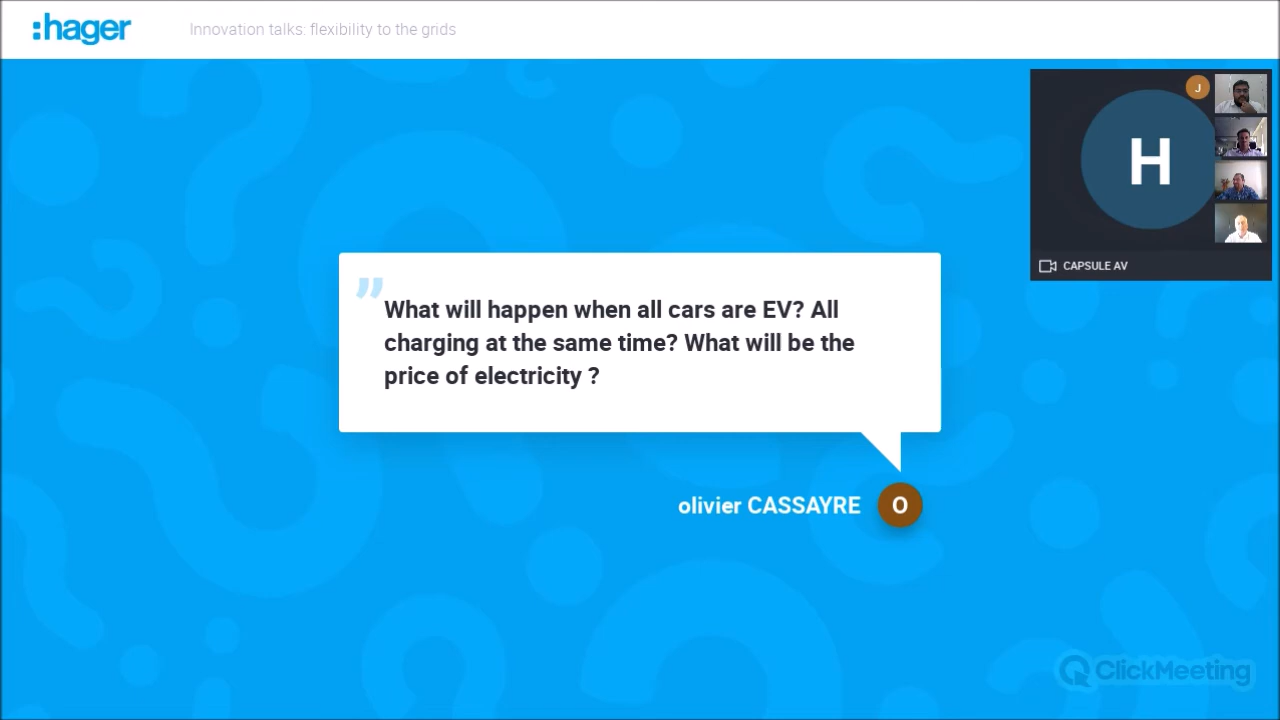 :hager
Innovation talks: flexibility to the grids
J
H
CAPSULE AV
What will happen when all cars are EV? All
charging at the same time? What will be the
price of electricity ?
olivier CASSAYRE
O
ClickMeeting